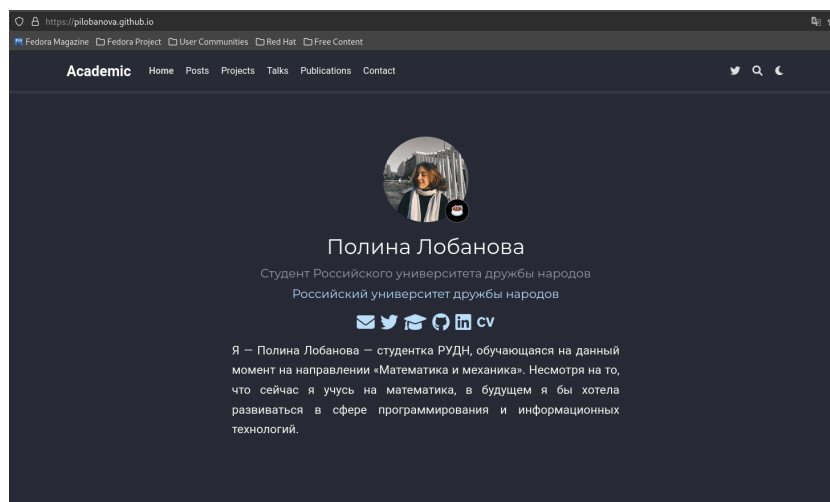 https://pilobanova.github.io
Fedora Magazine Fedora Project User Communities Red Hat Free Content
Academic Home Posts Projects Talks Publications Contact
Полина Лобанова
Студент Российского университета дружбы народов
Российский университет дружбы народов
CV
Я — Полина Лобанова — студентка РУДН, обучающаяся на данный
момент на направлении «Математика и механика». Несмотря на то,
что сейчас я учусь на математика, в будущем я бы хотела
развиваться в сфере программирования и информационных
технологий.